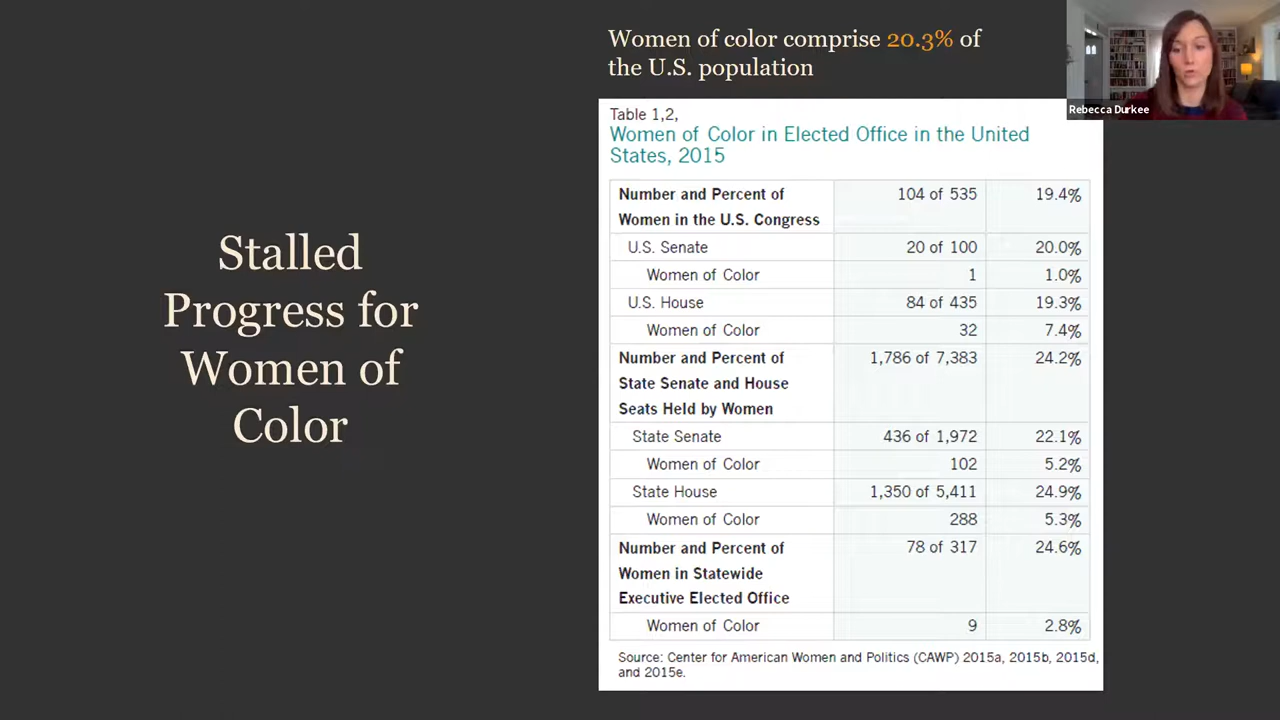 Stalled
Progress for
Women of
Color
Women of color comprise 20.3% of
the U.S. population
Rebecca Durkee
Table 1,2,
Women of Color in Elected Office in the United
States, 2015
Number and Percent of 104 of 535 19.4%
Women in the U.S. Congress
U.S. Senate 20 of 100 20.0%
Women of Color 1 1.0%
U.S. House 84 of 435 19.3%
Women of Color 32 7.4%
Number and Percent of 1,786 of 7,383 24.2%
State Senate and House
Seats Held by Women
State Senate 436 of 1,972 22.1%
Women of Color 102 5.2%
State House 1,350 of 5,411 24.9%
Women of Color 288 5.3%
Number and Percent of 78 of 317 24.6%
Women in Statewide
Executive Elected Office
Women of Color 9 2.8%
Source: Center for American Women and Politics (CAWP) 2015a, 2015b, 2015d,
and 2015e.